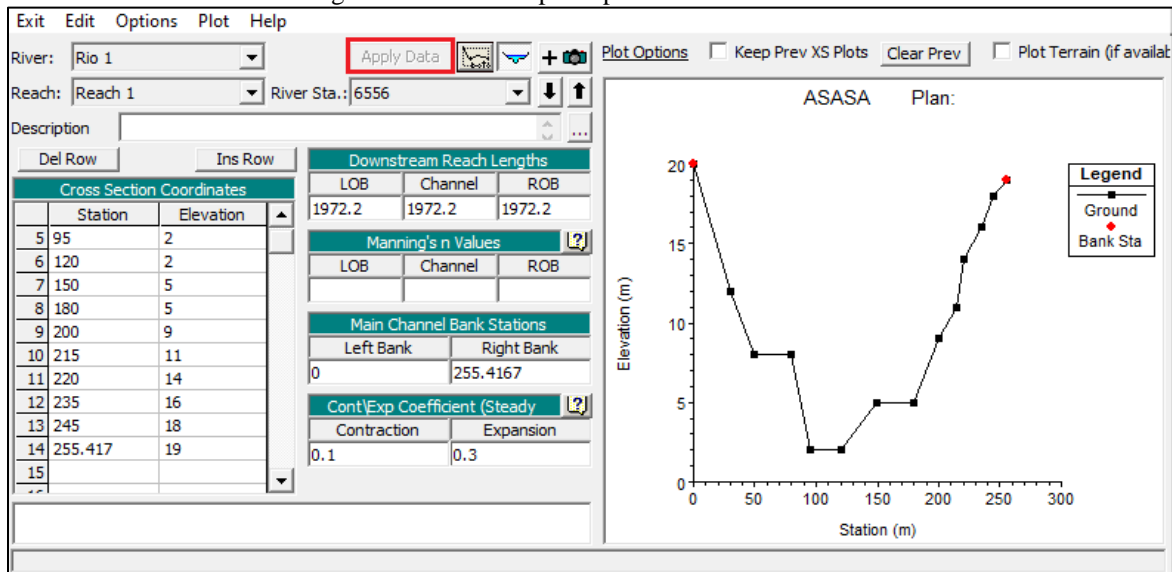 Exit Edit Options Plot Help
River: Rio 1 Apply Data + Plot Options Keep Prev XS Plots Clear Prev Plot Terrain (if availat
Reach: Reach 1 River Sta.: 6556
Description ...
Del Row Ins Row
Cross Section Coordinates
Station Elevation
5 95 2
6 120 2
7 150 5
8 180 5
9 200 9
10 215 11
11 220 14
12 235 16
13 245 18
14 255.417 19
15
Downstream Reach Lengths
LOB Channel ROB
1972.2 1972.2 1972.2
Manning's n Values
LOB Channel ROB
Main Channel Bank Stations
Left Bank Right Bank
0 255.4167
Cont\Exp Coefficient (Steady
Contraction Expansion
0.1 0.3
ASASA Plan:
20
15
10
5
0
Elevation (m)
0 50 100 150 200 250 300
Station (m)
Legend
Ground
Bank Sta